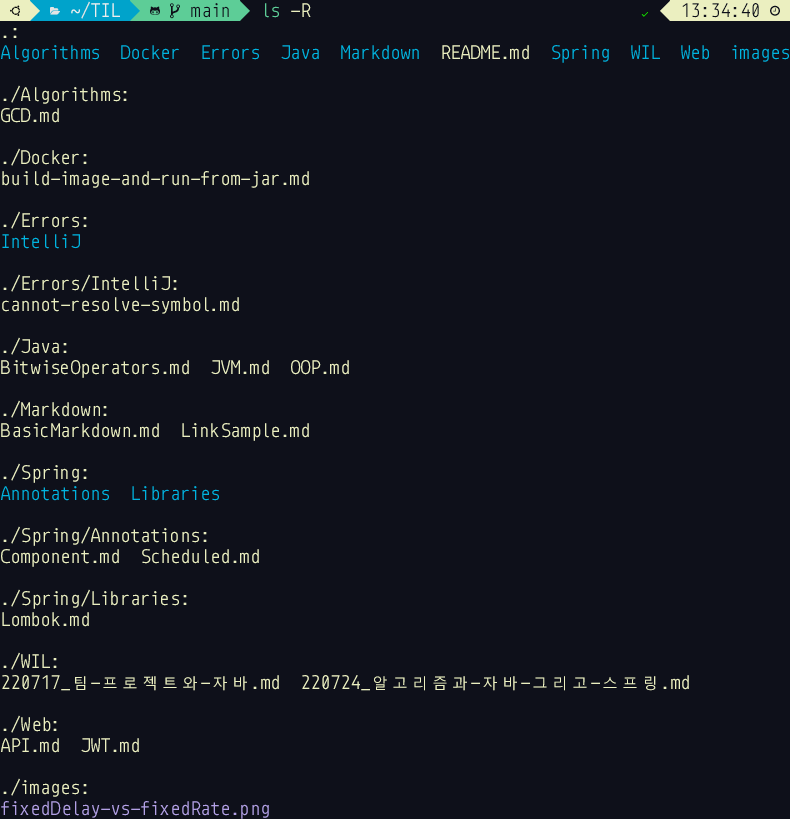 ~/TIL main ls -R 13:34:40
.:
Algorithms Docker Errors Java Markdown README.md Spring WIL Web images
./Algorithms:
GCD.md
./Docker:
build-image-and-run-from-jar.md
./Errors:
IntelliJ
./Errors/IntelliJ:
cannot-resolve-symbol.md
./Java:
BitwiseOperators.md JVM.md OOP.md
./Markdown:
BasicMarkdown.md LinkSample.md
./Spring:
Annotations Libraries
./Spring/Annotations:
Component.md Scheduled.md
./Spring/Libraries:
Lombok.md
./WIL:
220717_팀-프로젝트와-자바.md 220724_알고리즘과-자바-그리고-스프링.md
./Web:
API.md JWT.md
./images:
fixedDelay-vs-fixedRate.png